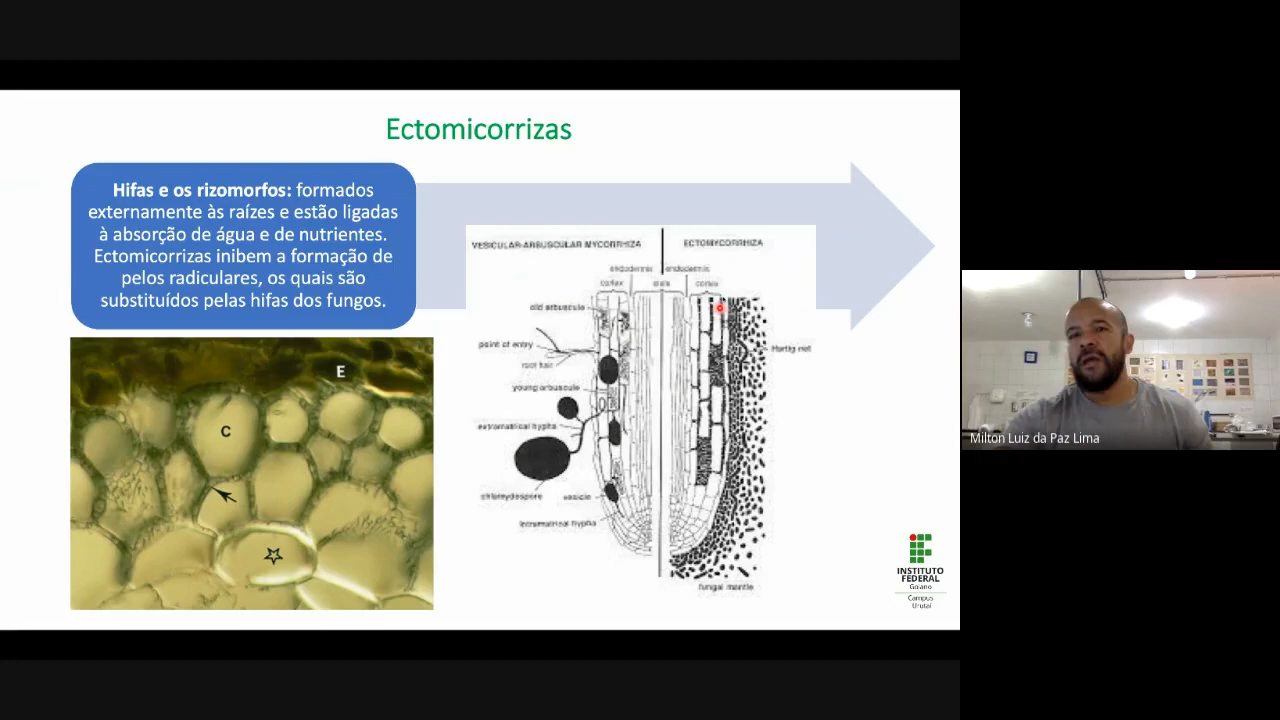 Ectomicorrizas
Hifas e os rizomorfos: formados
externamente às raízes e estão ligadas
à absorção de água e de nutrientes.
Ectomicorrizas inibem a formação de
pelos radiculares, os quais são
substituídos pelas hifas dos fungos.
E
C
VESICULAR-ARBUSCULAR MYCORRHIZA
ECTOMYCORRHIZA
endodermis
endodermis
cortex
stele
cortex
old arbuscule
point of entry
root hair
young arbuscule
extramatrical hypha
chlamydospore
vesicle
intramatrical hypha
Hartig net
fungal mantle
INSTITUTO
FEDERAL
Goiano
Campus
Urutaí
Milton Luiz da Paz Lima